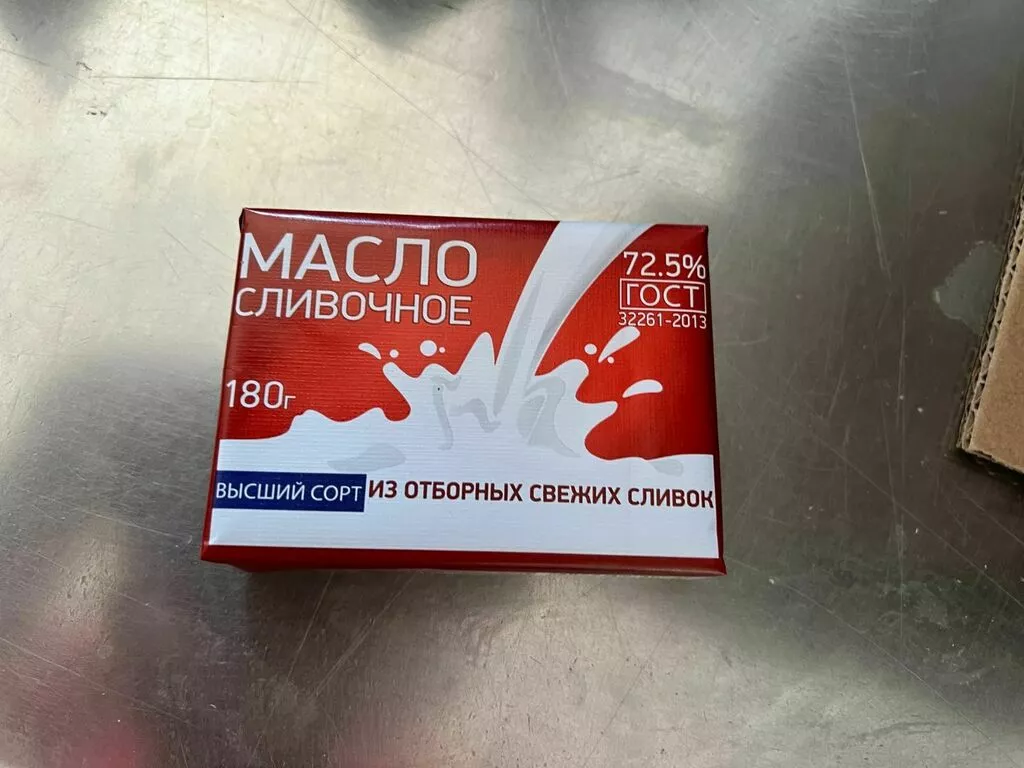 МАСЛО
СЛИВОЧНОЕ
72.5%
ГОСТ
32261-2013
180г
ВЫСШИЙ СОРТ
ИЗ ОТБОРНЫХ СВЕЖИХ СЛИВОК